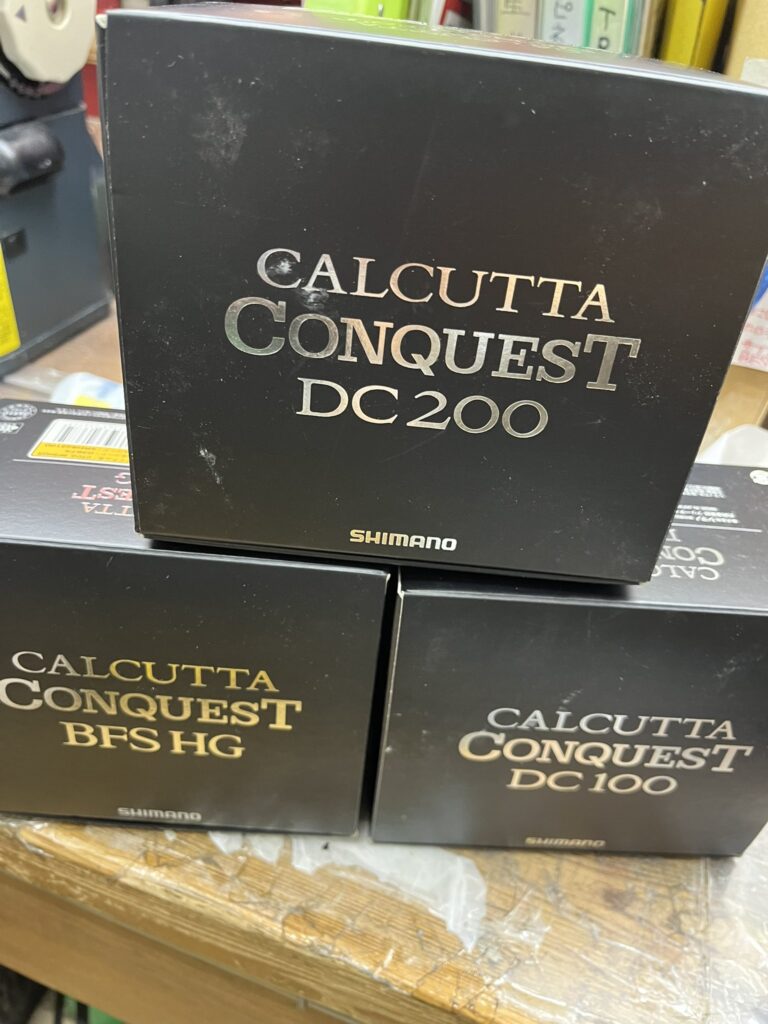 CALCUTTA
CONQUEST
DC 200
SHIMANO
CALCUTTA
CONQUEST
BFS HG
SHIMANO
CALCUTTA
CONQUEST
DC 100
SHIMANO